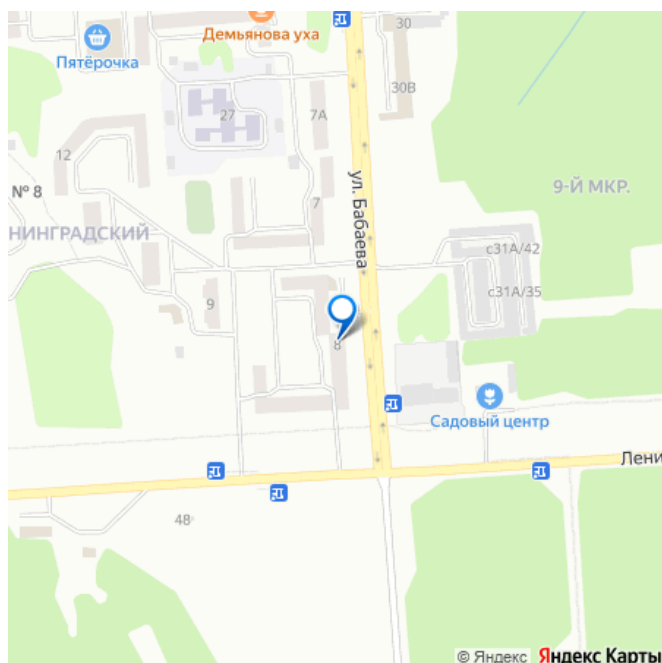 30
Демьянова уха
Пятёрочка
30В
27
7А
12
ул. Бабаева
№ 8
9-Й МКР.
7
НИНГРАДСКИЙ
с31А/42
9
с31А/35
8
Садовый центр
Лени
48
© Яндекс Яндекс Карты